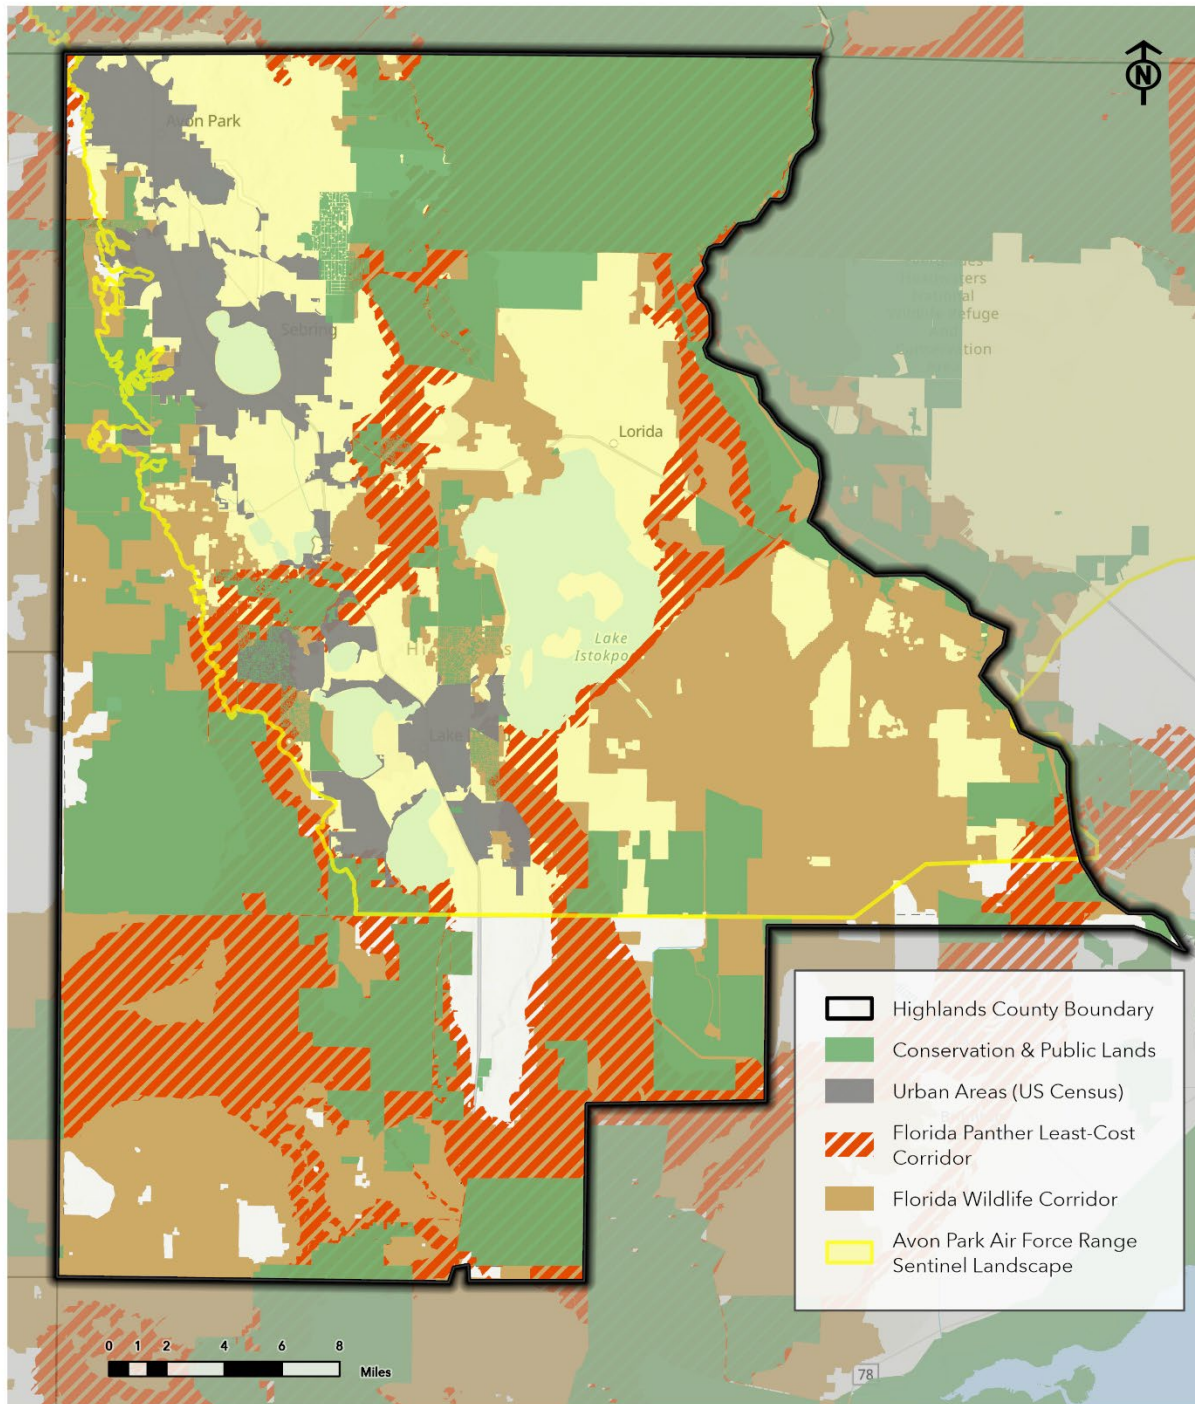 N
Avon Park
Sebring
Lorida
Lake
Istokpo
Refuge
78
Highlands County Boundary
Conservation & Public Lands
Urban Areas (US Census)
Florida Panther Least-Cost
Corridor
Florida Wildlife Corridor
Avon Park Air Force Range
Sentinel Landscape
0 1 2 4 6 8
Miles